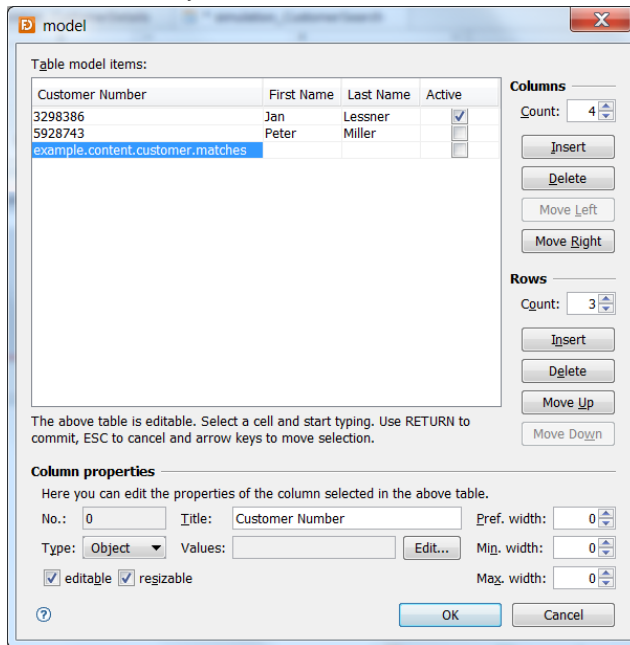 model
Table model items:
Customer Number First Name Last Name Active
3298386 Jan Lessner
5928743 Peter Miller
example.content.customer.matches
The above table is editable. Select a cell and start typing. Use RETURN to
commit, ESC to cancel and arrow keys to move selection.
Columns
Count: 4
Insert
Delete
Move Left
Move Right
Rows
Count: 3
Insert
Delete
Move Up
Move Down
Column properties
Here you can edit the properties of the column selected in the above table.
No.: 0 Title: Customer Number Pref. width: 0
Type: Object Values: Edit... Min. width: 0
editable resizable Max. width: 0
OK Cancel